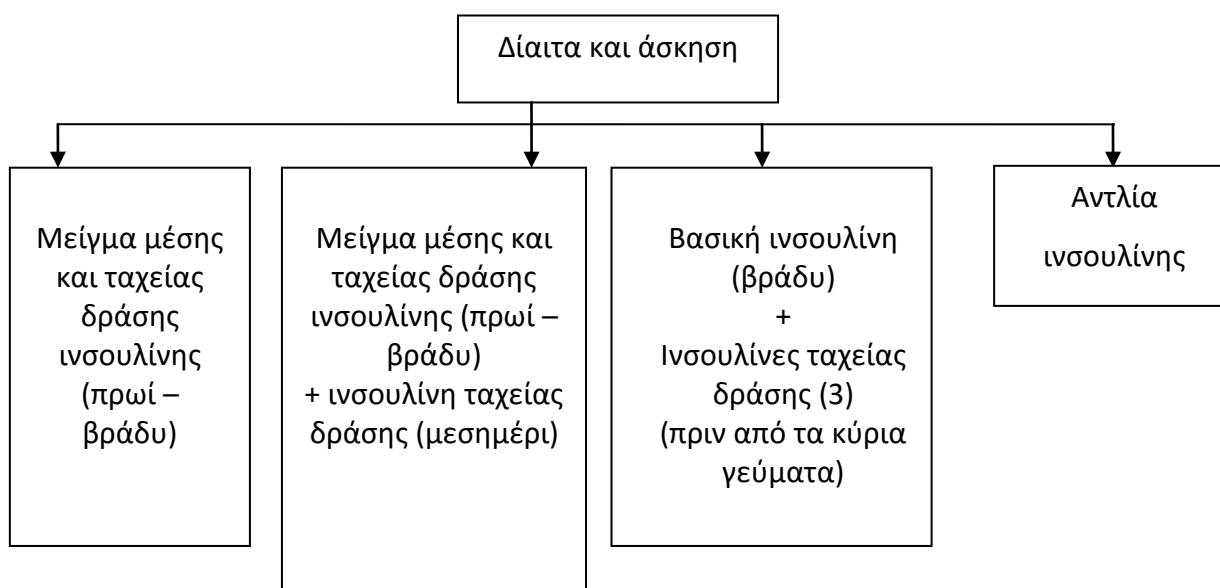 Δίαιτα και άσκηση
Μείγμα μέσης
και ταχείας
δράσης
ινσουλίνης
(πρωί –
βράδυ)
Μείγμα μέσης και
ταχείας δράσης
ινσουλίνης (πρωί –
βράδυ)
+ ινσουλίνη ταχείας
δράσης (μεσημέρι)
Βασική ινσουλίνη
(βράδυ)
+
Ινσουλίνες ταχείας
δράσης (3)
(πριν από τα κύρια
γεύματα)
Αντλία
ινσουλίνης